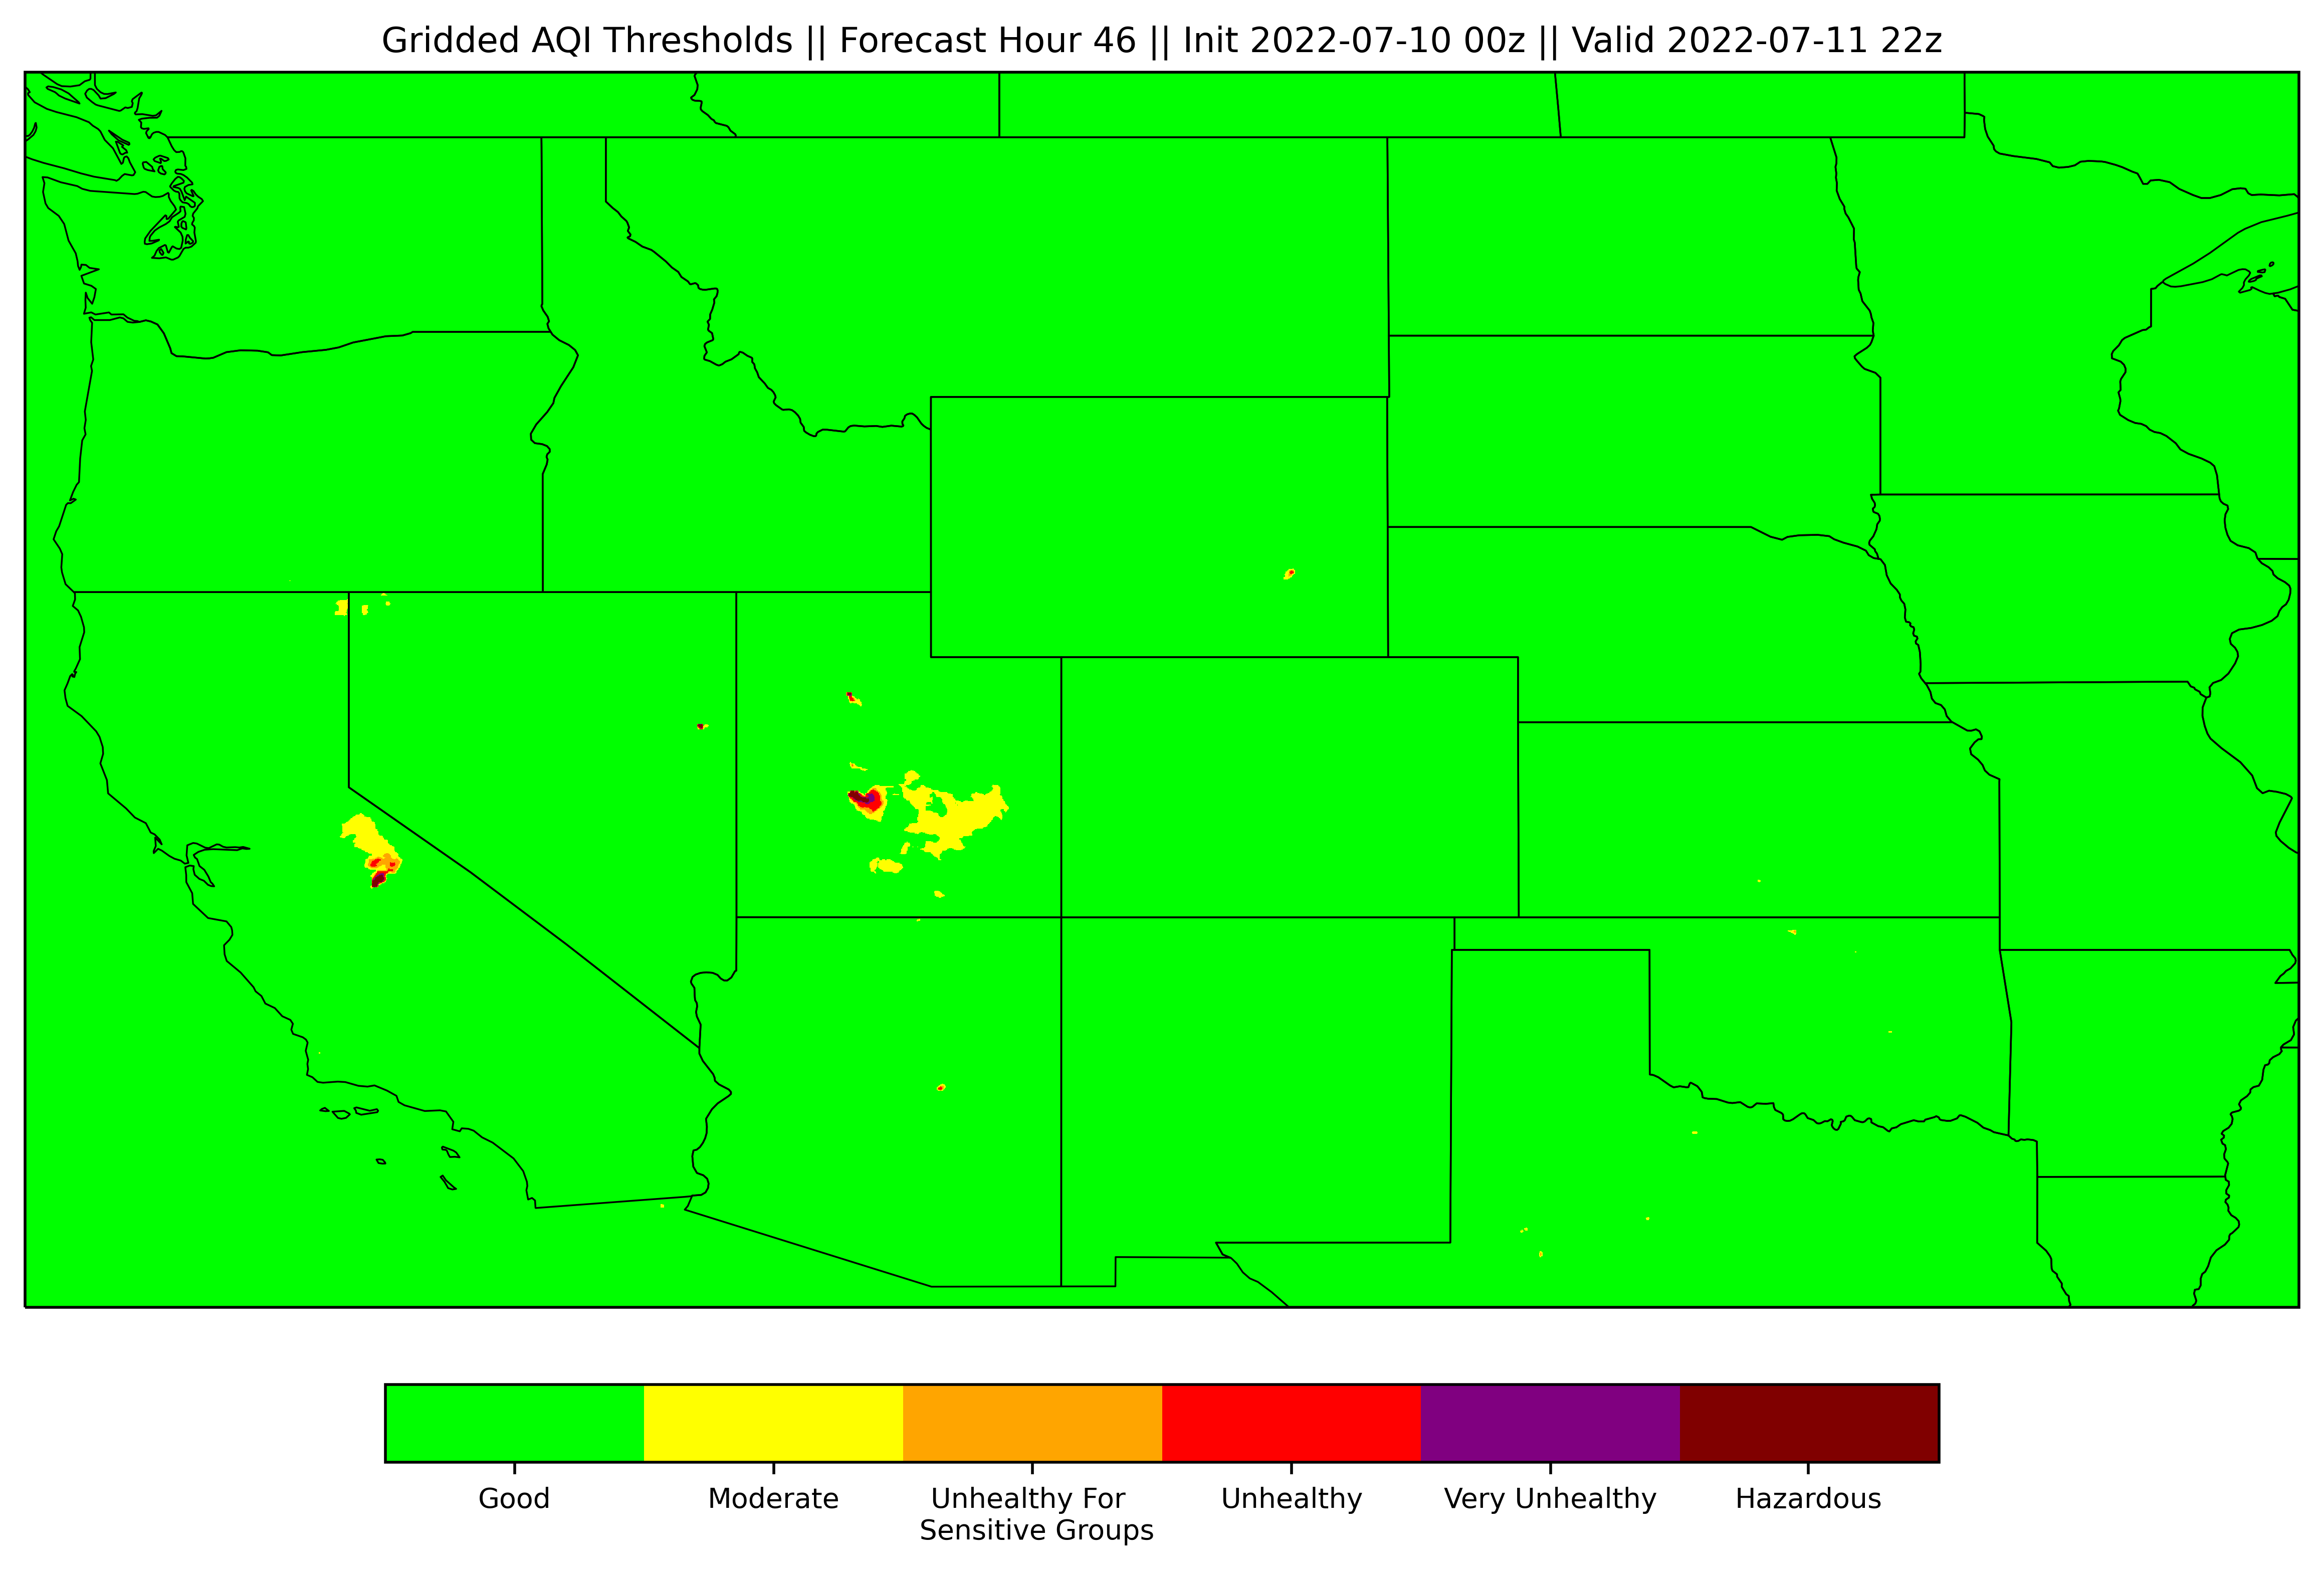 Gridded AQI Thresholds || Forecast Hour 46 || Init 2022-07-10 00z || Valid 2022-07-11 22z
Good
Moderate
Unhealthy For
Sensitive Groups
Unhealthy
Very Unhealthy
Hazardous